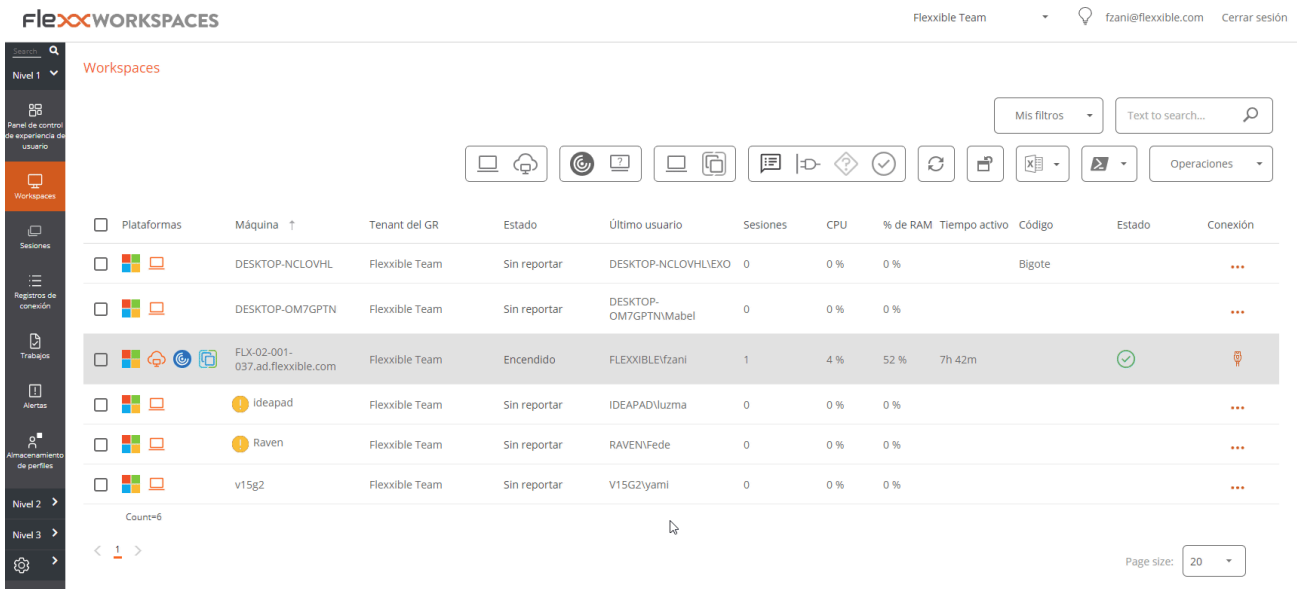 FlexxWORKSPACES
Flexxible Team
fzani@flexxible.com
Cerrar sesión
Search
Nivel 1
Panel de control
de experiencia de
usuario
Workspaces
Sesiones
Registros de
conexión
Trabajos
Alertas
Almacenamiento
de perfiles
Nivel 2
Nivel 3
Workspaces
Mis filtros
Text to search...
Operaciones
Plataformas Máquina Tenant del GR Estado Último usuario Sesiones CPU % de RAM Tiempo activo Código Estado Conexión
DESKTOP-NCLOVHL Flexxible Team Sin reportar DESKTOP-NCLOVHL\EXO 0 0 % 0 % Bigote
DESKTOP-OM7GPTN Flexxible Team Sin reportar DESKTOP-
OM7GPTN\Mabel 0 0 % 0 %
FLX-02-001-
037.ad.flexxible.com Flexxible Team Encendido FLEXXIBLE\fzani 1 4 % 52 % 7h 42m
ideapad Flexxible Team Sin reportar IDEAPAD\luzma 0 0 % 0 %
Raven Flexxible Team Sin reportar RAVEN\Fede 0 0 % 0 %
v15g2 Flexxible Team Sin reportar V15G2\yami 0 0 % 0 %
Count=6
1
Page size: 20